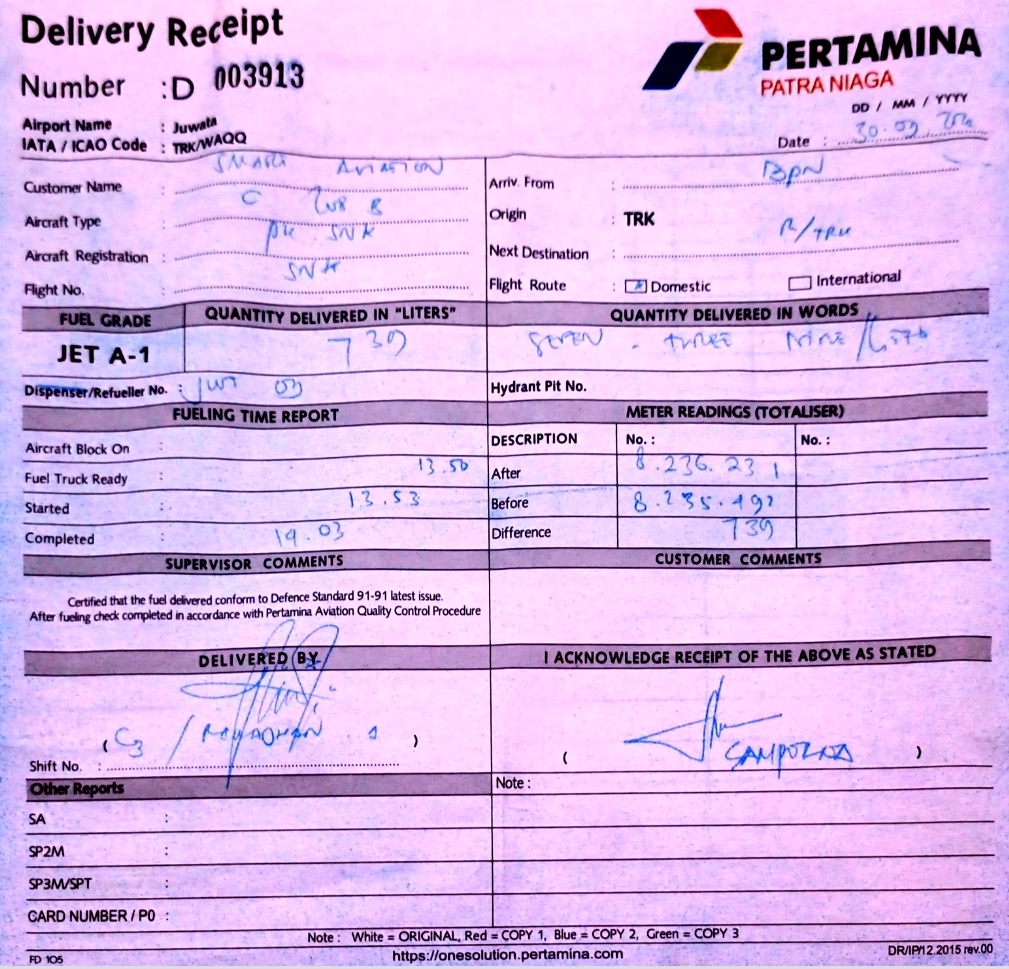 Delivery Receipt
Number : D 003913
PERTAMINA
PATRA NIAGA
Airport Name : Juwata
IATA / ICAO Code : TRK/WAQQ
DD / MM / YYYY
Date : 30.09
Customer Name : SMART AVIATION
Aircraft Type : C 208 B
Aircraft Registration : PK. SNK
Flight No. : SNK
Arriv. From : BPN
Origin : TRK
Next Destination : R/TRK
Flight Route : Domestic International
FUEL GRADE QUANTITY DELIVERED IN "LITERS" QUANTITY DELIVERED IN WORDS
JET A-1 739 SEVEN . THREE NINE
Dispenser/Refueller No. : JWT 03 Hydrant Pit No.
FUELING TIME REPORT METER READINGS (TOTALISER)
Aircraft Block On :
Fuel Truck Ready : 13.50
Started : 13.53
Completed : 14.03
DESCRIPTION No. : No. :
After 8.236.231
Before 8.235.492
Difference 739
SUPERVISOR COMMENTS CUSTOMER COMMENTS
Certified that the fuel delivered conform to Defence Standard 91-91 latest issue.
After fueling check completed in accordance with Pertamina Aviation Quality Control Procedure
DELIVERED BY I ACKNOWLEDGE RECEIPT OF THE ABOVE AS STATED
( C3 / )
Shift No. :
( )
Other Reports Note :
SA :
SP2M :
SP3M/SPT :
CARD NUMBER / PO :
Note : White = ORIGINAL, Red = COPY 1, Blue = COPY 2, Green = COPY 3
FD 105 https://onesolution.pertamina.com DR/IP/12.2015 rev.00